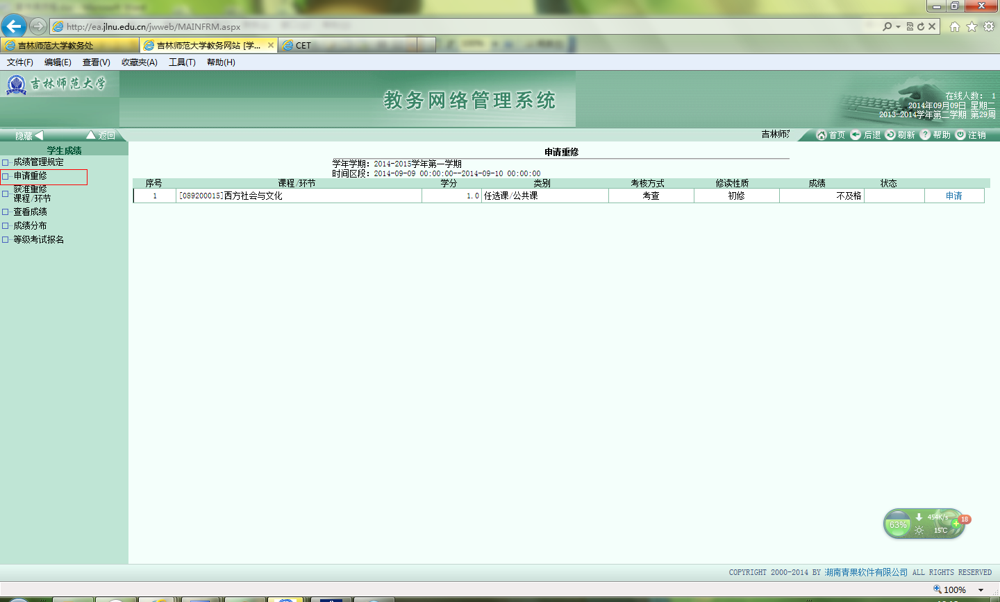 http://ea.jlnu.edu.cn/jwweb/MAINFRM.aspx
吉林师范大学教务处
吉林师范大学教务网站 [学...
CET
文件(F) 编辑(E) 查看(V) 收藏夹(A) 工具(T) 帮助(H)
吉林师范大学
教务网络管理系统
在线人数： 1
2014年09月09日 星期二
2013-2014学年第二学期 第29周
隐藏 返回
吉林师
首页 后退 刷新 帮助 注销
学生成绩
成绩管理规定
申请重修
获准重修
课程/环节
查看成绩
成绩分布
等级考试报名
申请重修
学年学期：2014-2015学年第一学期
时间区段：2014-09-09 00:00:00--2014-09-10 00:00:00
序号 课程/环节 学分 类别 考核方式 修读性质 成绩 状态
1 [089200015]西方社会与文化 1.0 任选课/公共课 考查 初修 不及格 申请
63%
454K/s
18
15℃
COPYRIGHT 2000-2014 BY 湖南青果软件有限公司 ALL RIGHTS RESERVED
100%